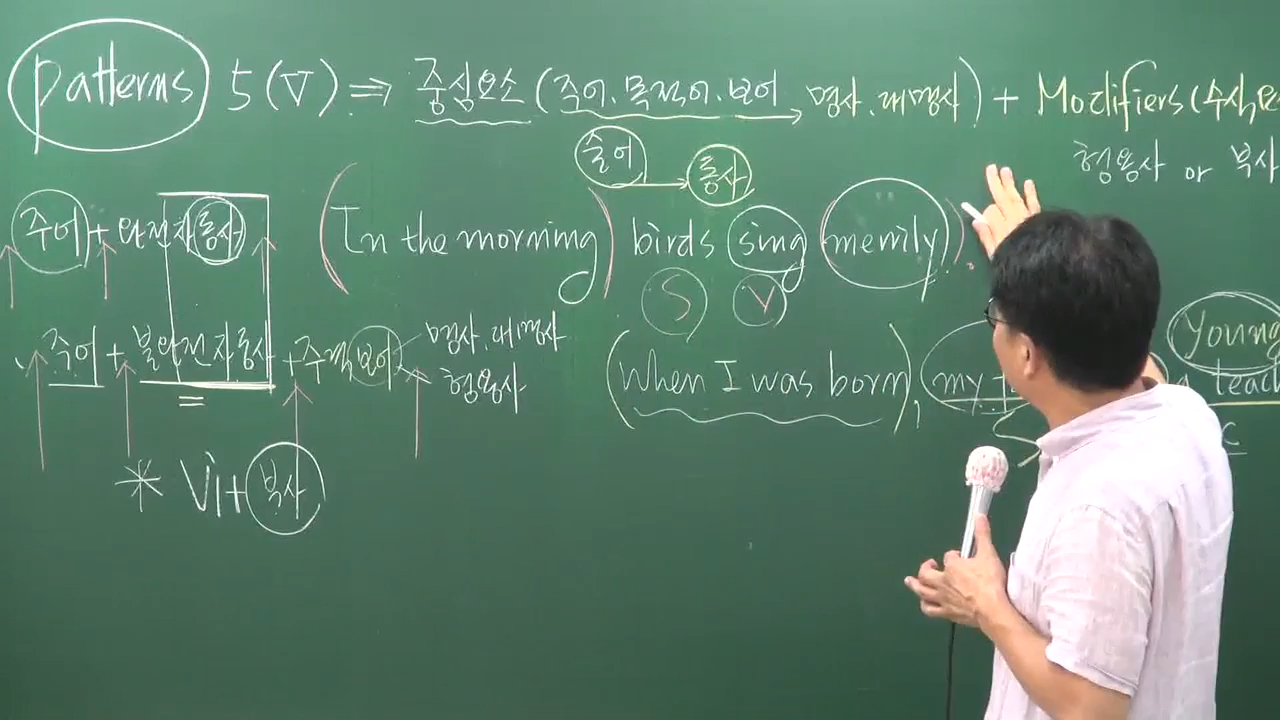 Patterns 5(V) ⇒ 중심요소 (주어. 목적어. 보어 → 명사. 대명사) + Modifiers (수식
술어 → 동사
형용사 or 부사
주어 + 완전자동사
(In the morning) birds sing (merrily).
S V
주어 + 불완전자동사 + 주격보어 명사. 대명사
형용사
(When I was born), my
Young
teac
c
* Vi + 부사